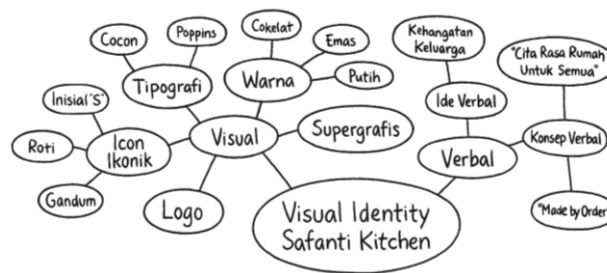 Cocon
Poppins
Cokelat
Emas
Putih
Tipografi
Warna
Inisial "S"
Roti
Gandum
Icon
Ikonik
Visual
Supergrafis
Logo
Visual Identity
Safanti Kitchen
Kehangatan
Keluarga
Ide Verbal
Verbal
"Cita Rasa Rumah
Untuk Semua"
Konsep Verbal
"Made by Order"